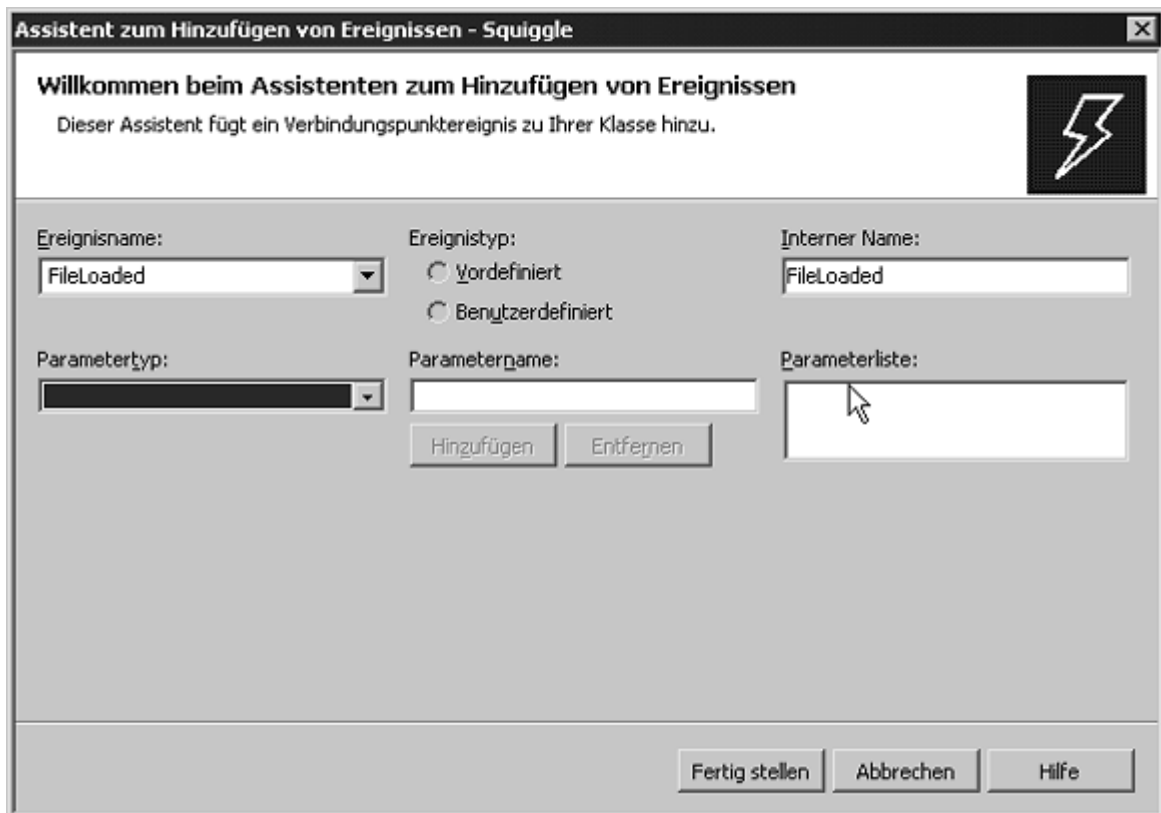 Assistent zum Hinzufügen von Ereignissen - Squiggle
Willkommen beim Assistenten zum Hinzufügen von Ereignissen
Dieser Assistent fügt ein Verbindungspunktereignis zu Ihrer Klasse hinzu.
Ereignisname:
FileLoaded
Ereignistyp:
Vordefiniert
Benutzerdefiniert
Interner Name:
FileLoaded
Parametertyp:
Parametername:
Hinzufügen
Entfernen
Parameterliste:
Fertig stellen
Abbrechen
Hilfe